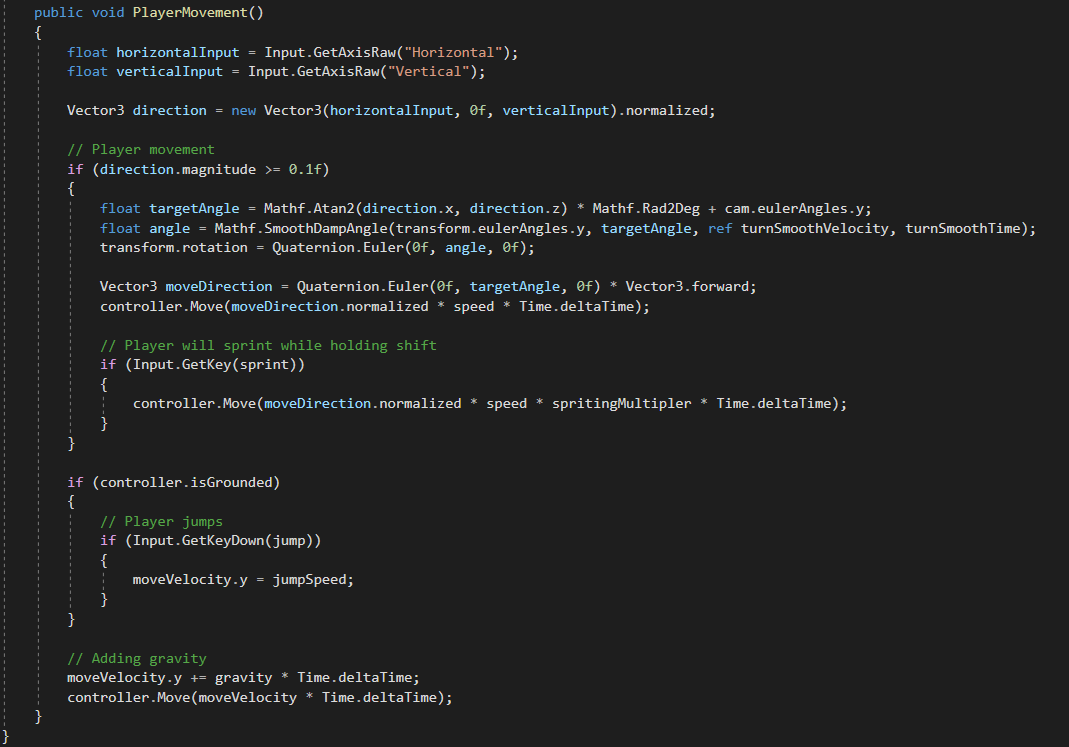 public void PlayerMovement()
{
float horizontalInput = Input.GetAxisRaw("Horizontal");
float verticalInput = Input.GetAxisRaw("Vertical");
Vector3 direction = new Vector3(horizontalInput, 0f, verticalInput).normalized;
// Player movement
if (direction.magnitude >= 0.1f)
{
float targetAngle = Mathf.Atan2(direction.x, direction.z) * Mathf.Rad2Deg + cam.eulerAngles.y;
float angle = Mathf.SmoothDampAngle(transform.eulerAngles.y, targetAngle, ref turnSmoothVelocity, turnSmoothTime);
transform.rotation = Quaternion.Euler(0f, angle, 0f);
Vector3 moveDirection = Quaternion.Euler(0f, targetAngle, 0f) * Vector3.forward;
controller.Move(moveDirection.normalized * speed * Time.deltaTime);
// Player will sprint while holding shift
if (Input.GetKey(sprint))
{
controller.Move(moveDirection.normalized * speed * spritingMultipler * Time.deltaTime);
}
}
if (controller.isGrounded)
{
// Player jumps
if (Input.GetKeyDown(jump))
{
moveVelocity.y = jumpSpeed;
}
}
// Adding gravity
moveVelocity.y += gravity * Time.deltaTime;
controller.Move(moveVelocity * Time.deltaTime);
}
}